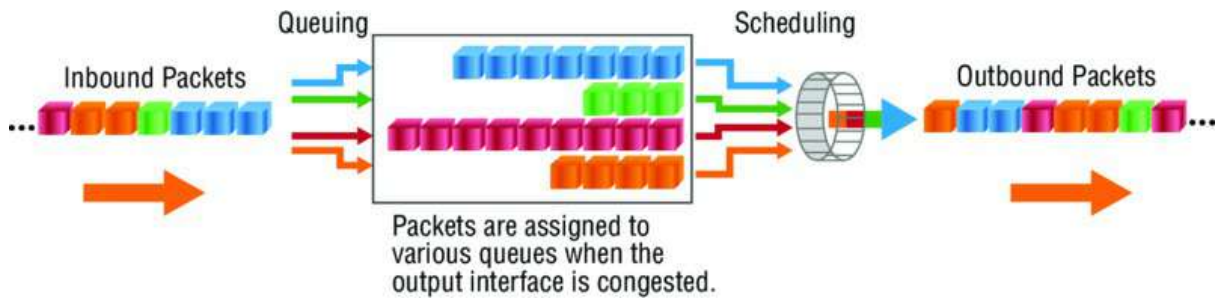 Queuing
Scheduling
Inbound Packets
Outbound Packets
Packets are assigned to
various queues when the
output interface is congested.